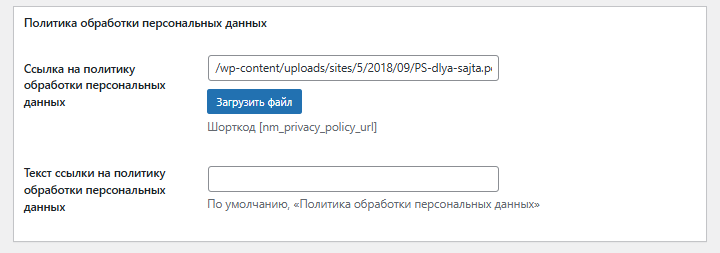 Политика обработки персональных данных
Ссылка на политику
обработки персональных
данных
/wp-content/uploads/sites/5/2018/09/PS-dlya-sajta.p
Загрузить файл
Шорткод [nm_privacy_policy_url]
Текст ссылки на политику
обработки персональных
данных
По умолчанию, «Политика обработки персональных данных»